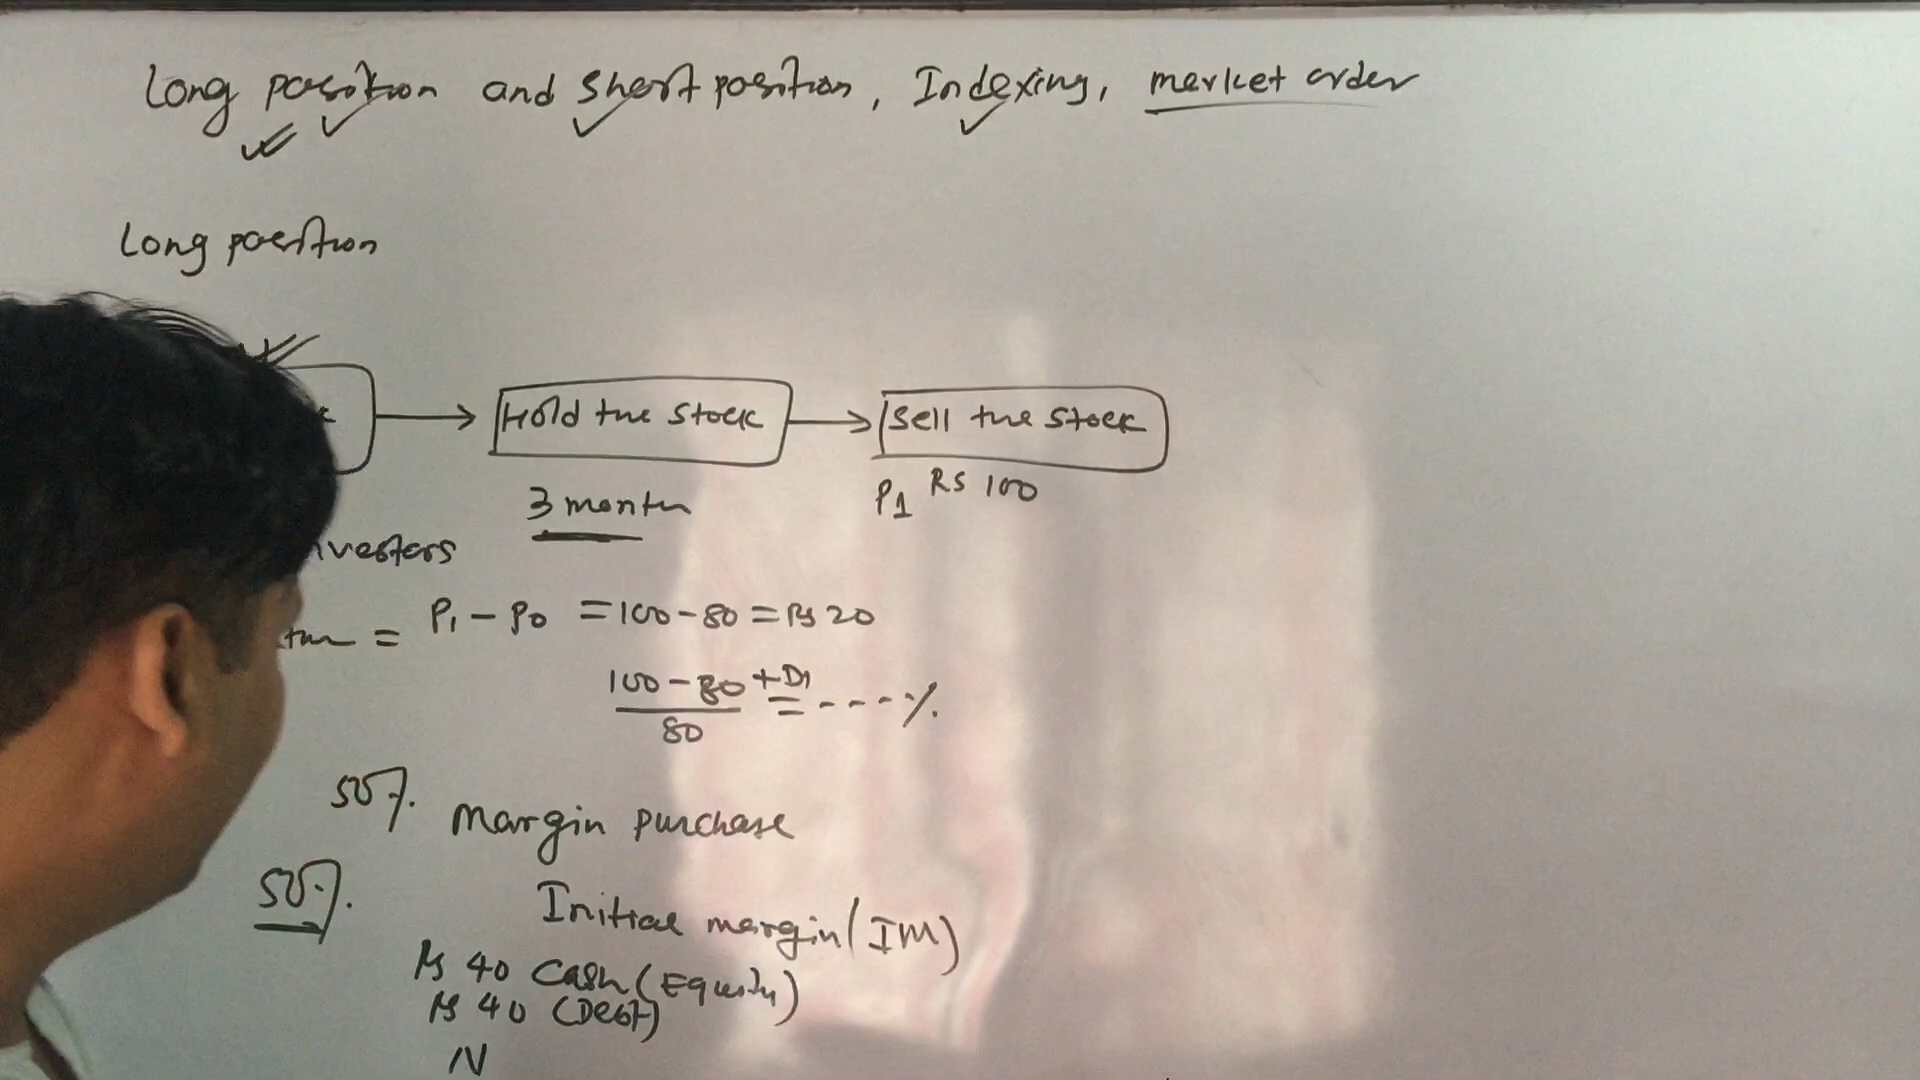 Long position and short position, Indexing, market order
Long position
Hold the stock
Sell the stock
3 month
P1 RS 100
nvestors
= P1 - P0 = 100 - 80 = Rs 20
100 - 80 + D1
80
= ----%
50%. Margin purchase
50%.
Initial margin (IM)
Rs 40 Cash (Equity)
Rs 40 (Debt)
N